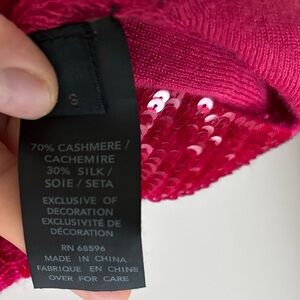 S
70% CASHMERE /
CACHEMIRE
30% SILK /
SOIE / SETA
EXCLUSIVE OF
DECORATION
EXCLUSIVITÉ DE
DÉCORATION
RN 68596
MADE IN CHINA
FABRIQUE EN CHINE
OVER FOR CARE